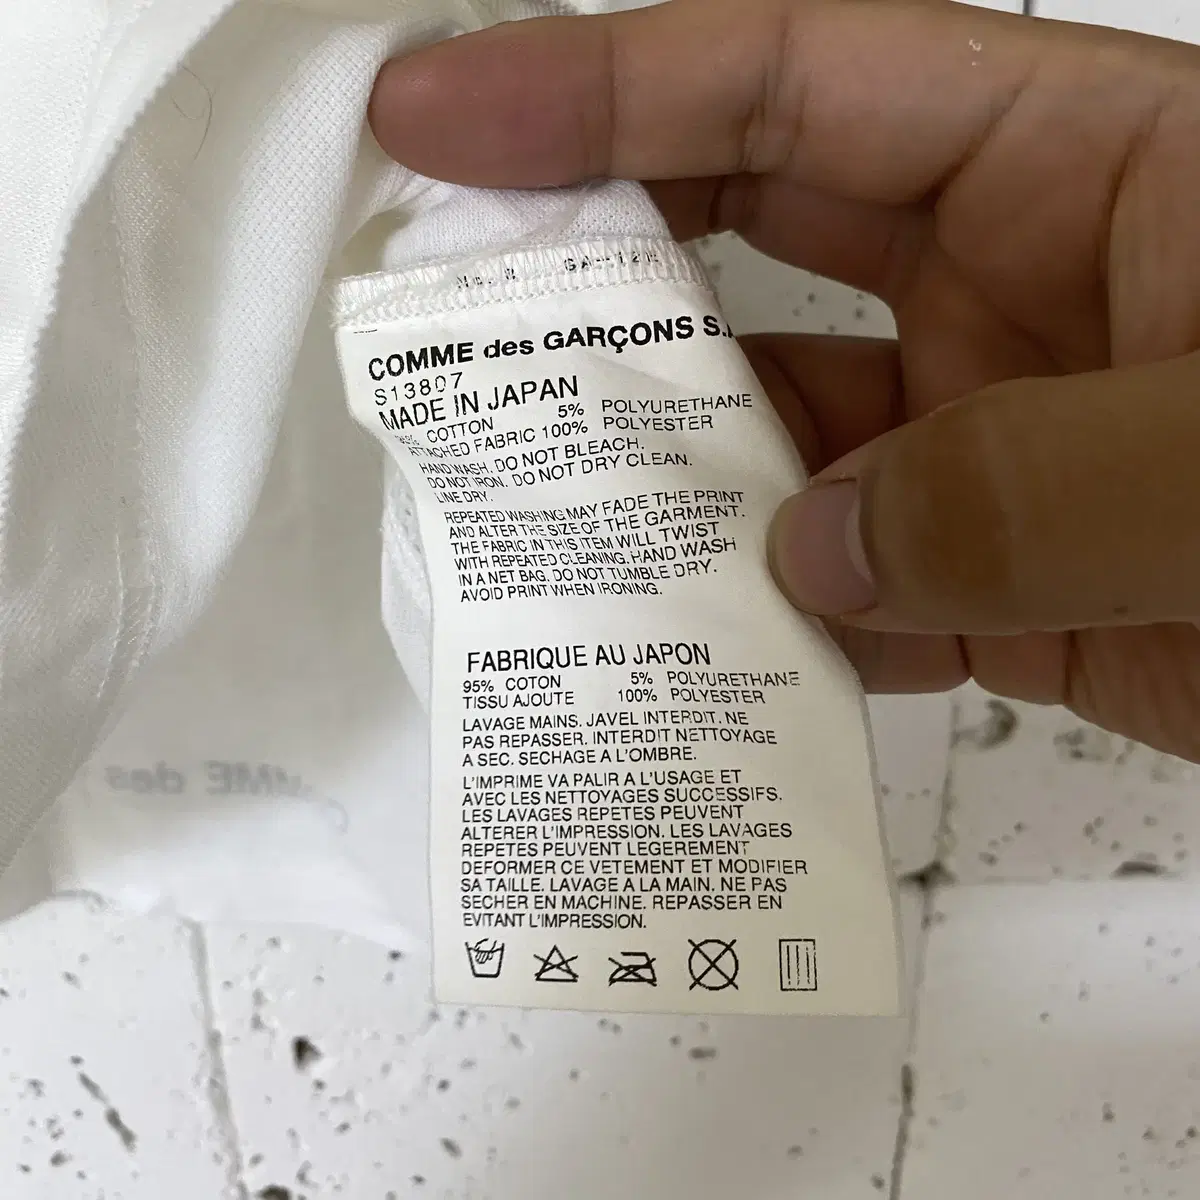 COMME des GARÇONS S.
S13807
MADE IN JAPAN
COTTON 5% POLYURETHANE
ATTACHED FABRIC 100% POLYESTER
HAND WASH. DO NOT BLEACH.
DO NOT IRON. DO NOT DRY CLEAN.
LINE DRY.
REPEATED WASHING MAY FADE THE PRINT
AND ALTER THE SIZE OF THE GARMENT.
THE FABRIC IN THIS ITEM WILL TWIST
WITH REPEATED CLEANING. HAND WASH
IN A NET BAG. DO NOT TUMBLE DRY.
AVOID PRINT WHEN IRONING.
FABRIQUE AU JAPON
95% COTON 5% POLYURETHANE
TISSU AJOUTE 100% POLYESTER
LAVAGE MAINS. JAVEL INTERDIT. NE
PAS REPASSER. INTERDIT NETTOYAGE
A SEC. SECHAGE A L'OMBRE.
L'IMPRIME VA PALIR A L'USAGE ET
AVEC LES NETTOYAGES SUCCESSIFS.
LES LAVAGES REPETES PEUVENT
ALTERER L'IMPRESSION. LES LAVAGES
REPETES PEUVENT LEGEREMENT
DEFORMER CE VETEMENT ET MODIFIER
SA TAILLE. LAVAGE A LA MAIN. NE PAS
SECHER EN MACHINE. REPASSER EN
EVITANT L'IMPRESSION.